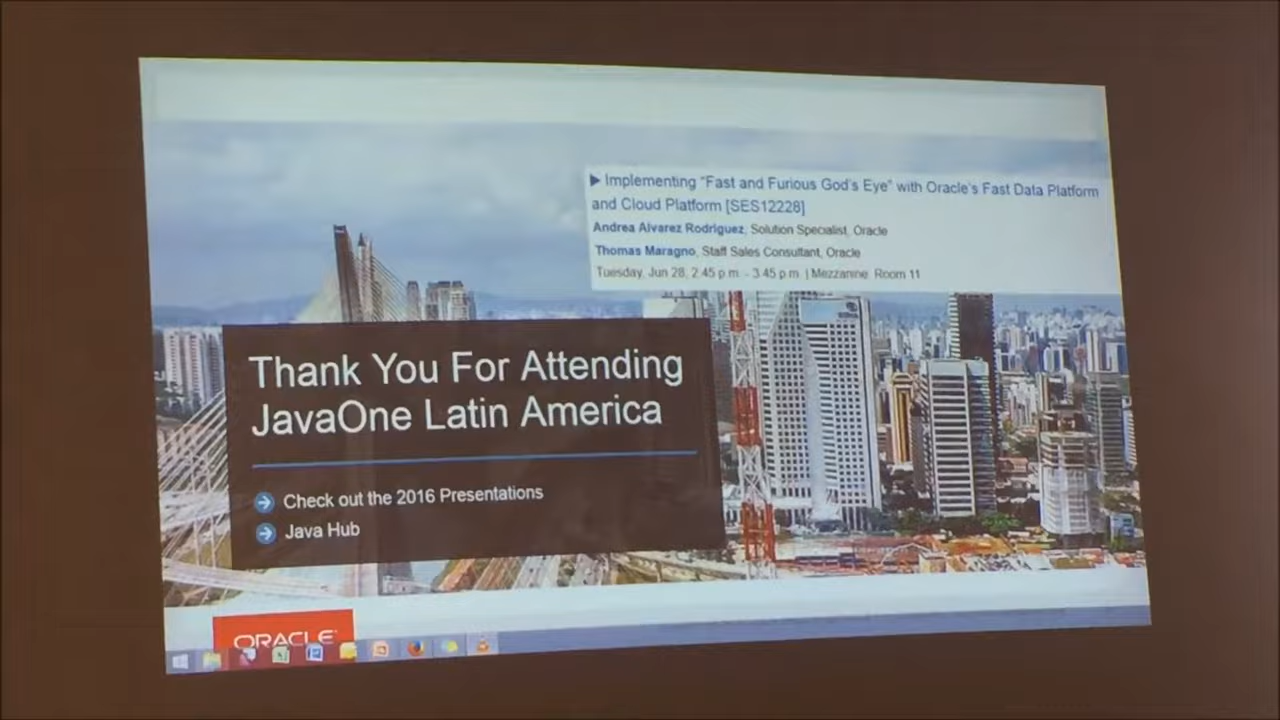 ▶ Implementing "Fast and Furious God's Eye" with Oracle's Fast Data Platform
and Cloud Platform [SES12228]
Andrea Alvarez Rodriguez, Solution Specialist, Oracle
Thomas Maragno, Staff Sales Consultant, Oracle
Tuesday, Jun 28, 2:45 p.m. - 3:45 p.m. | Mezzanine: Room 11
Thank You For Attending
JavaOne Latin America
Check out the 2016 Presentations
Java Hub
ORACLE